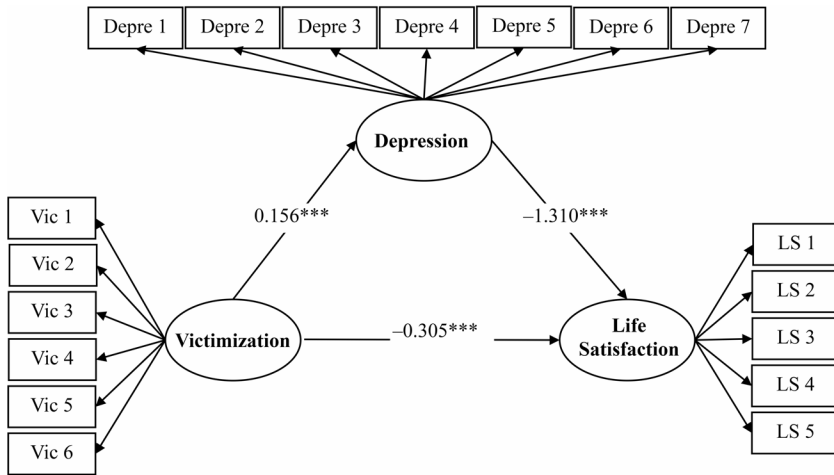 Depre 1
Depre 2
Depre 3
Depre 4
Depre 5
Depre 6
Depre 7
Depression
0.156***
–1.310***
Vic 1
Vic 2
Vic 3
Vic 4
Vic 5
Vic 6
Victimization
–0.305***
Life
Satisfaction
LS 1
LS 2
LS 3
LS 4
LS 5